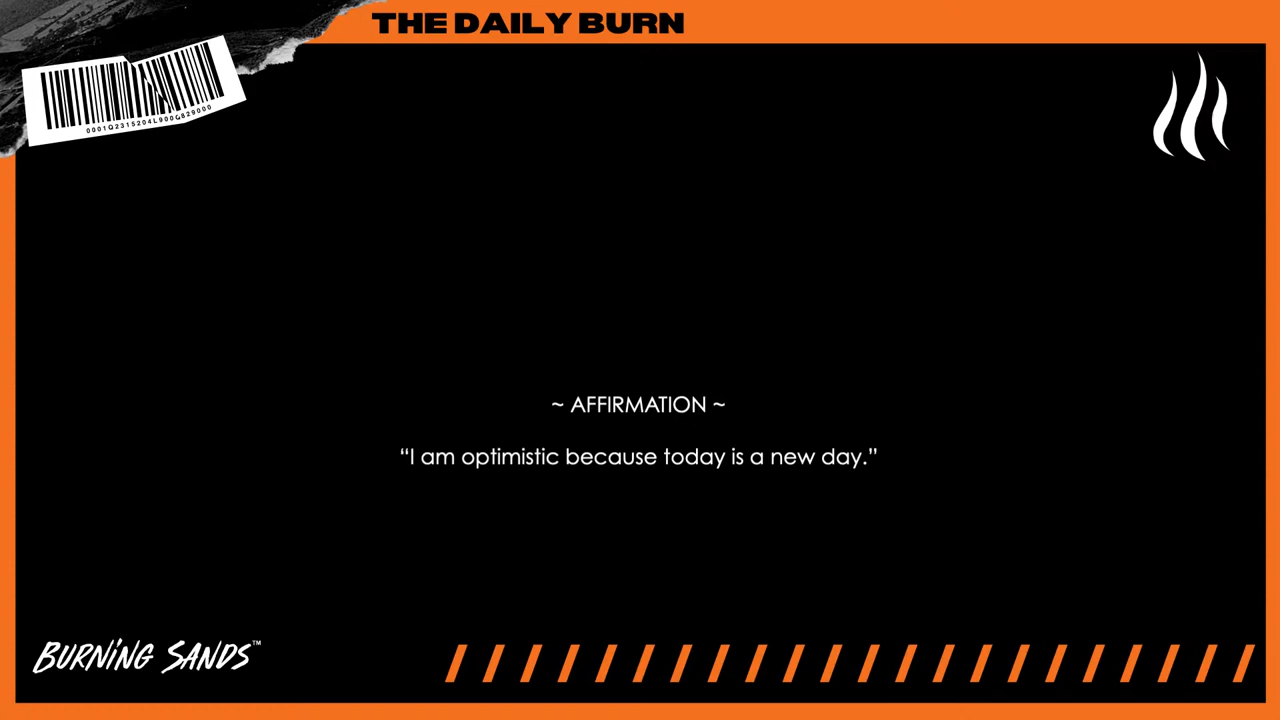 THE DAILY BURN
~ AFFIRMATION ~
“I am optimistic because today is a new day.”
BURNING SANDS™